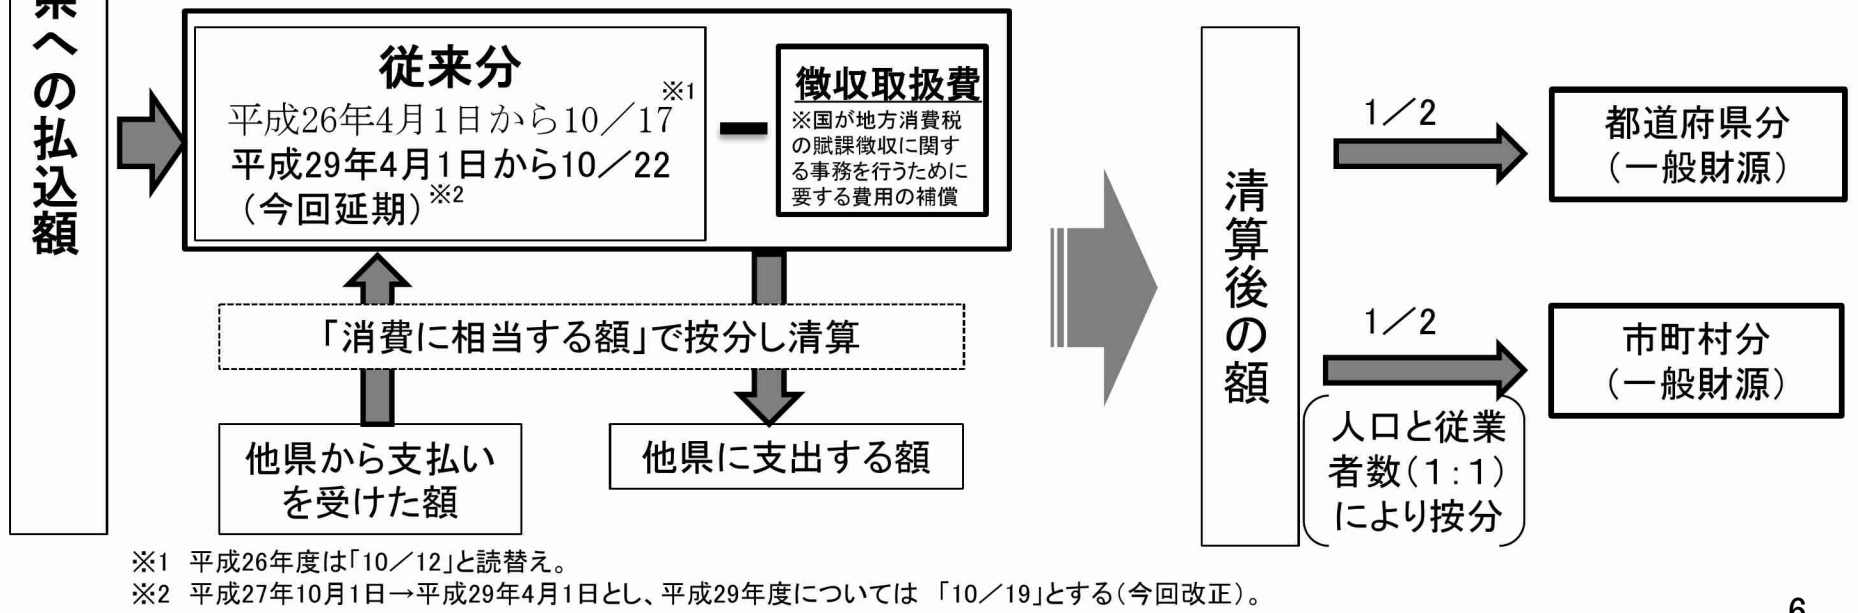 県への払込額
従来分
平成26年4月1日から10／17※1
平成29年4月1日から10／22
（今回延期）※2
徴収取扱費
※国が地方消費税
の賦課徴収に関す
る事務を行うために
要する費用の補償
「消費に相当する額」で按分し清算
他県から支払い
を受けた額
他県に支出する額
清算後の額
1／2
都道府県分
（一般財源）
1／2
市町村分
（一般財源）
人口と従業
者数（1：1）
により按分
※1 平成26年度は「10／12」と読替え。
※2 平成27年10月1日→平成29年4月1日とし、平成29年度については 「10／19」とする（今回改正）。
6